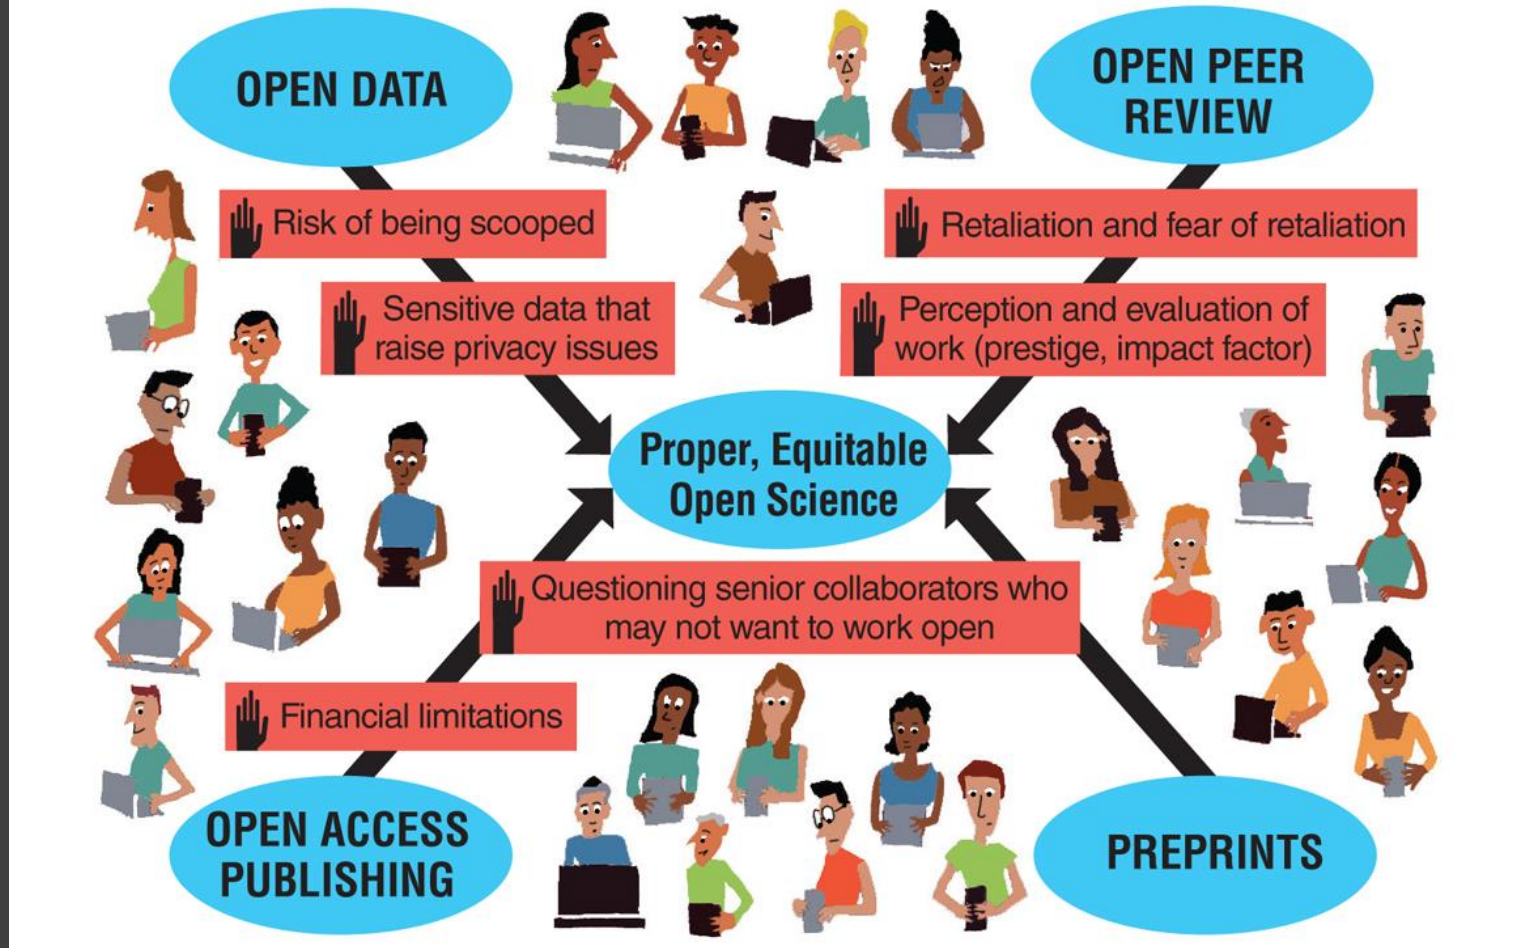 OPEN DATA
OPEN PEER
REVIEW
Risk of being scooped
Retaliation and fear of retaliation
Sensitive data that
raise privacy issues
Perception and evaluation of
work (prestige, impact factor)
Proper, Equitable
Open Science
Questioning senior collaborators who
may not want to work open
Financial limitations
OPEN ACCESS
PUBLISHING
PREPRINTS